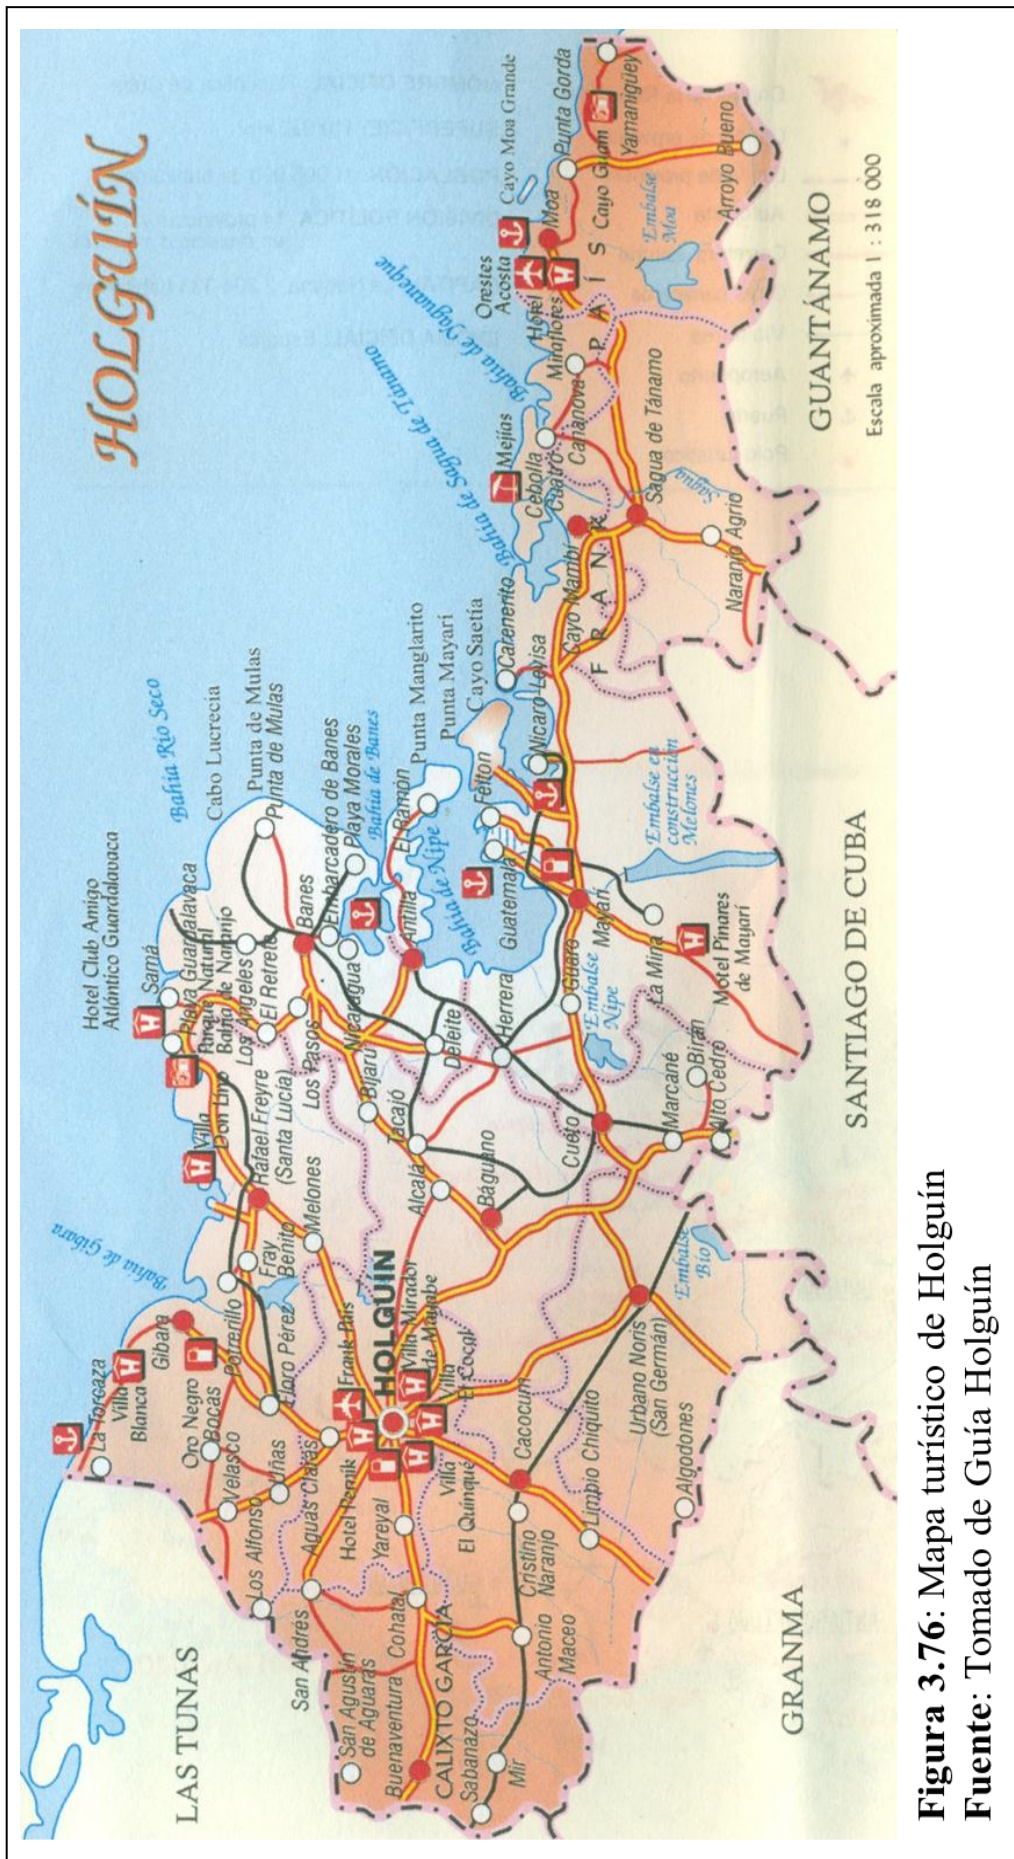 HOLGUÍN
LAS TUNAS
GRANMA
SANTIAGO DE CUBA
GUANTÁNAMO
Escala aproximada 1 : 318 000
Hotel Club Amigo
Atlántico Guardalavaca
Bahía Río Seco
Cabo Lucrecia
Punta de Mulas
Punta de Mulas
Samá
Playa Guardalavaca
Parque Natural
Bahía de Naranjo
Los Angeles
El Retrete
Banes
Embarcadero de Banes
Playa Morales
Bahía de Banes
Nicaragua
Los Pasos
Villa
Don Lino
Rafael Freyre
(Santa Lucía)
Melones
Fray
Benito
Bahía de Gibara
Potrerillo
Floro Pérez
Gibara
Villa
Blanca
La Torcaza
Oro Negro
Bocas
Velasco
Uñas
Los Alfonso
Aguas Claras
San Andrés
San Agustín
de Aguaras
Buenaventura
CALIXTO GARCÍA
Cohatal
Sabanazo
Mir
Antonio
Maceo
Cristino
Naranjo
Yareyal
Hotel Pernik
Frank País
HOLGUÍN
Villa Mirador
de Mayabe
Villa
El Cocal
Villa
El Quinqué
Cacocum
Limpio Chiquito
Algodones
Urbano Noris
(San Germán)
Embalse
Bío
Bijarú
Tacajó
Alcalá
Báguano
Deleite
Antilla
El Ramón
Punta Manglarito
Punta Mayarí
Cayo Saetía
Bahía de Nipe
Herrera
Guatemala
Felton
Nicaro-Levisa
Carenerito
Cueto
Marcané
Alto Cedro
Birán
Embalse
Nipe
Guaro
Mayarí
La Mira
Motel Pinares
de Mayarí
Embalse en
construcción
Melones
Bahía de Sagua de Tánamo
Bahía de Yaguaneque
Mejías
Cebolla
Cuatro
Cayo Mambí
FRANK PAÍS
Cananova
Sagua de Tánamo
Sagua
Naranjo Agrio
Orestes
Acosta
Hotel
Miraflores
Moa
Cayo Moa Grande
Punta Gorda
Cayo Guam
Yamanigüey
Embalse
Moa
Arroyo Bueno
Figura 3.76: Mapa turístico de Holguín
Fuente: Tomado de Guía Holguín